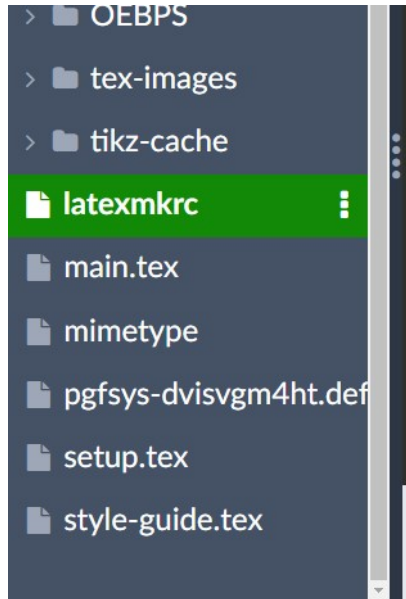 OEBPS
tex-images
tikz-cache
latexmkrc
main.tex
mimetype
pgfsys-dvisvgm4ht.def
setup.tex
style-guide.tex